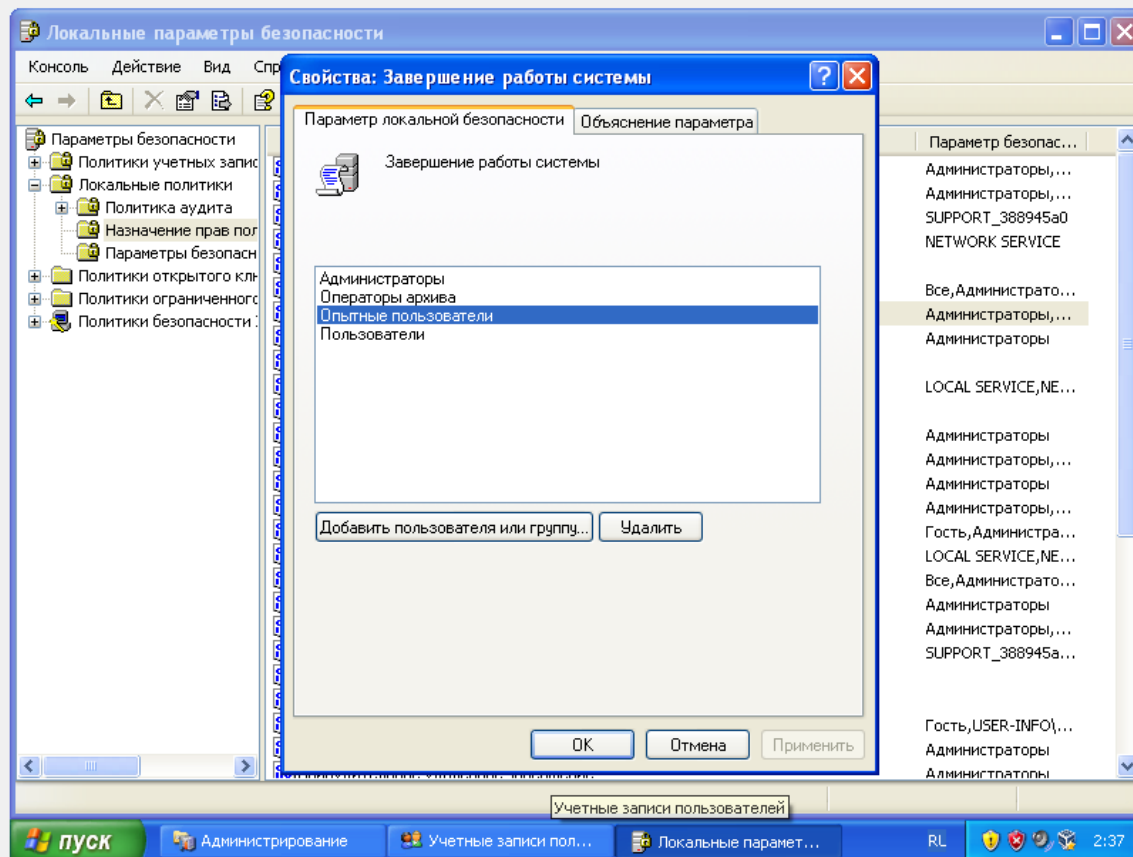 Локальные параметры безопасности
Консоль Действие Вид Спр
Параметры безопасности
Политики учетных запис
Локальные политики
Политика аудита
Назначение прав пол
Параметры безопасн
Политики открытого клю
Политики ограниченного
Политики безопасности
Свойства: Завершение работы системы
Параметр локальной безопасности
Объяснение параметра
Завершение работы системы
Администраторы
Операторы архива
Опытные пользователи
Пользователи
Добавить пользователя или группу...
Удалить
OK
Отмена
Применить
Параметр безопас...
Администраторы,...
Администраторы,...
SUPPORT_388945a0
NETWORK SERVICE
Все,Администрато...
Администраторы,...
Администраторы
LOCAL SERVICE,NE...
Администраторы
Администраторы,...
Администраторы
Администраторы,...
Гость,Администра...
LOCAL SERVICE,NE...
Все,Администрато...
Администраторы
Администраторы,...
SUPPORT_388945a...
Гость,USER-INFO\...
Администраторы
Администраторы
Учетные записи пользователей
пуск
Администрирование
Учетные записи пол...
Локальные парамет...
RL
2:37